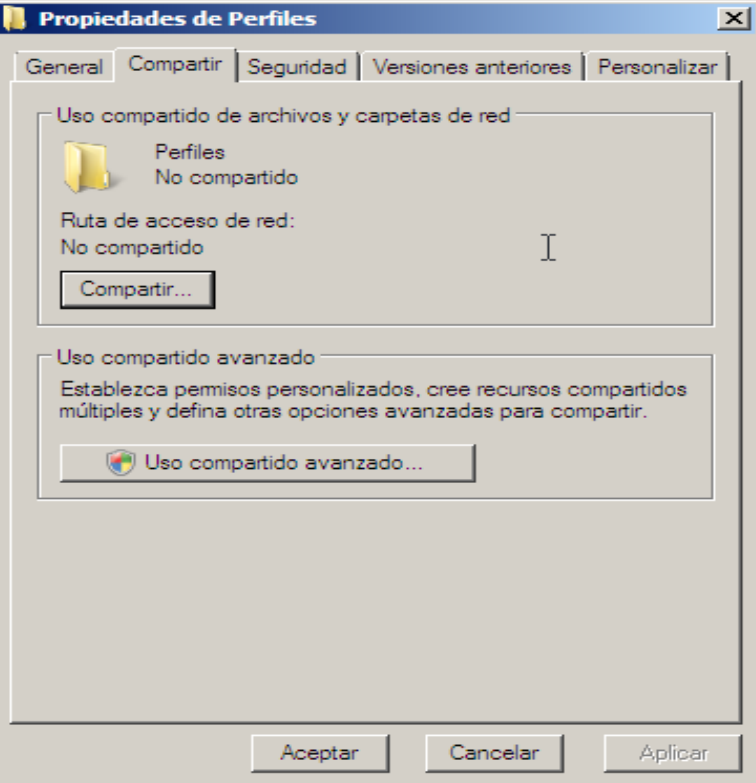 Propiedades de Perfiles
General Compartir Seguridad Versiones anteriores Personalizar
Uso compartido de archivos y carpetas de red
Perfiles
No compartido
Ruta de acceso de red:
No compartido
Compartir...
Uso compartido avanzado
Establezca permisos personalizados, cree recursos compartidos
múltiples y defina otras opciones avanzadas para compartir.
Uso compartido avanzado...
Aceptar Cancelar Aplicar